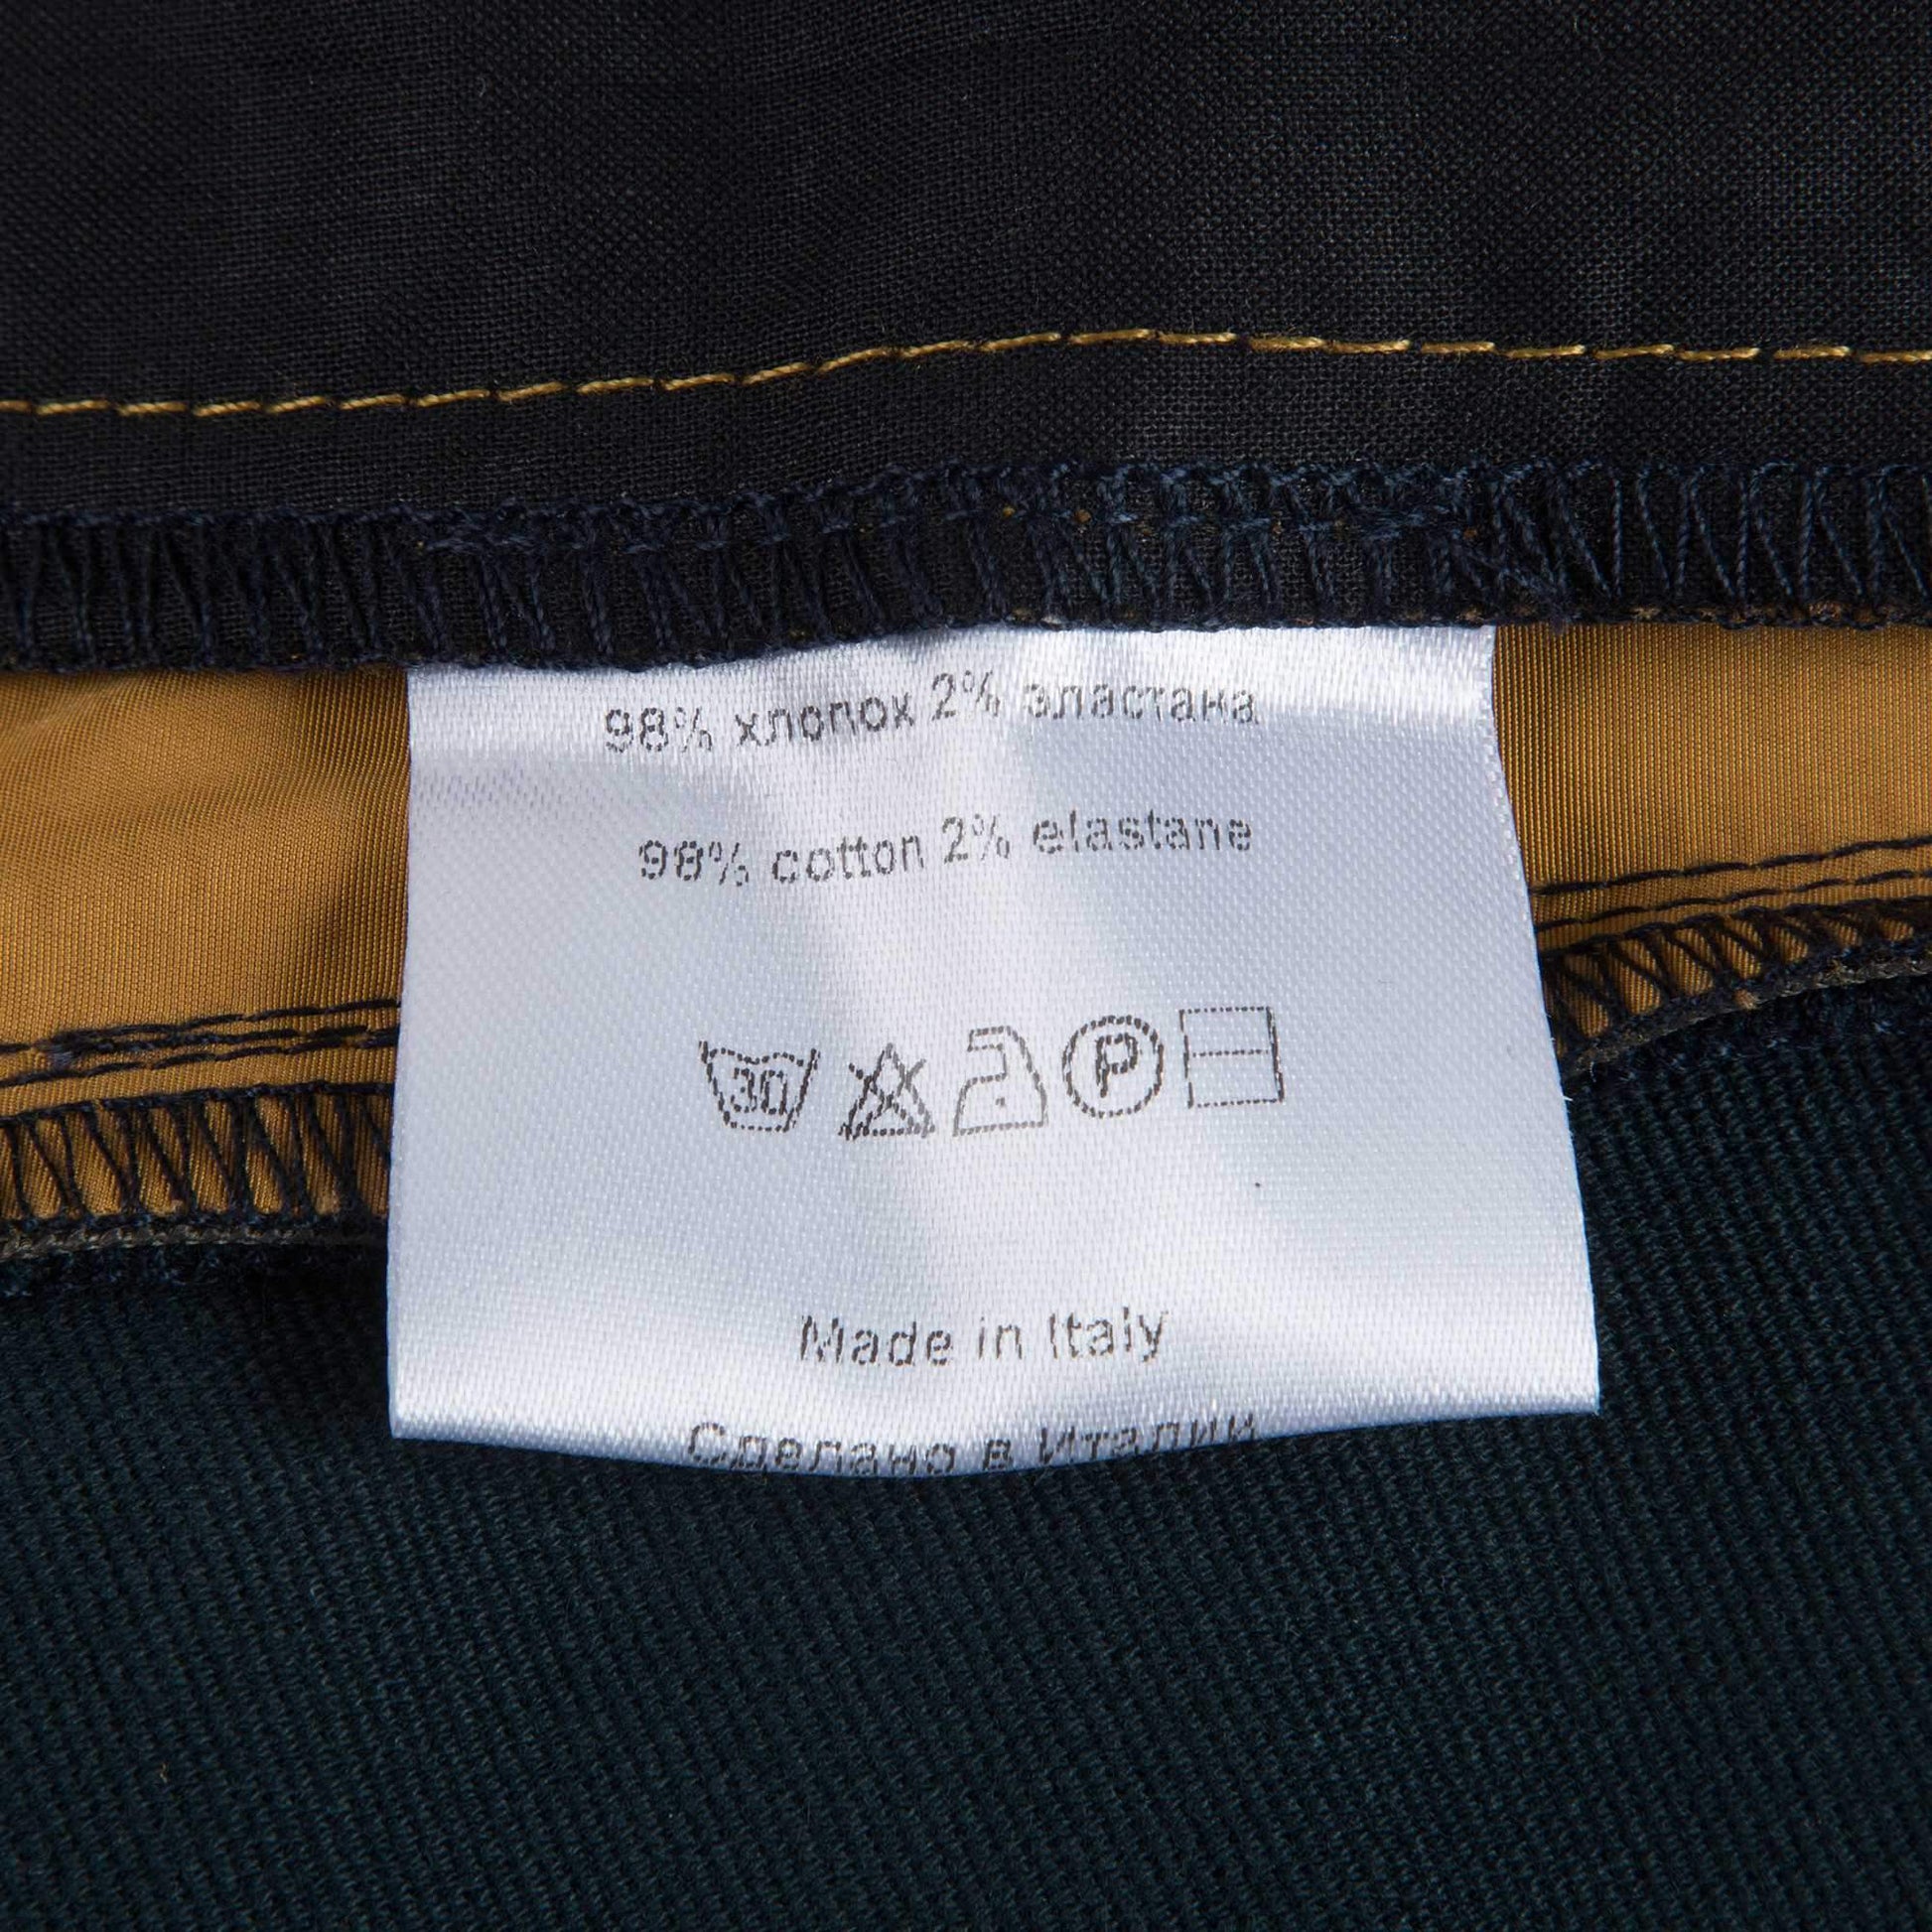 98% хлопок 2% эластана
98% cotton 2% elastane
30 P
Made in Italy
Сделано в Италии